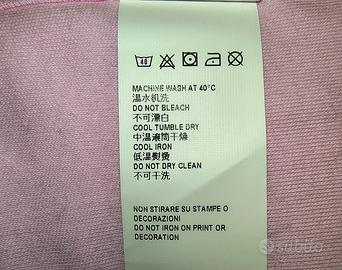 40
MACHINE WASH AT 40°C
温水机洗
DO NOT BLEACH
不可漂白
COOL TUMBLE DRY
中温滚筒干燥
COOL IRON
低温熨烫
DO NOT DRY CLEAN
不可干洗
NON STIRARE SU STAMPE O
DECORAZIONI
DO NOT IRON ON PRINT OR
DECORATION
subito